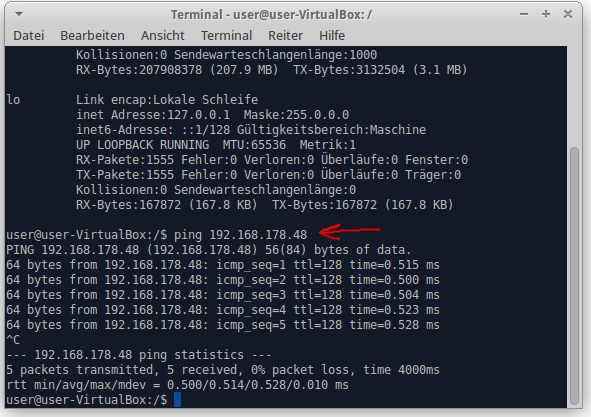 Terminal - user@user-VirtualBox: /
Datei Bearbeiten Ansicht Terminal Reiter Hilfe
Kollisionen:0 Sendewarteschlangenlänge:1000
RX-Bytes:207908378 (207.9 MB)  TX-Bytes:3132504 (3.1 MB)
lo        Link encap:Lokale Schleife
inet Adresse:127.0.0.1  Maske:255.0.0.0
inet6-Adresse: ::1/128 Gültigkeitsbereich:Maschine
UP LOOPBACK RUNNING  MTU:65536  Metrik:1
RX-Pakete:1555 Fehler:0 Verloren:0 Überläufe:0 Fenster:0
TX-Pakete:1555 Fehler:0 Verloren:0 Überläufe:0 Träger:0
Kollisionen:0 Sendewarteschlangenlänge:0
RX-Bytes:167872 (167.8 KB)  TX-Bytes:167872 (167.8 KB)
user@user-VirtualBox:/$ ping 192.168.178.48
PING 192.168.178.48 (192.168.178.48) 56(84) bytes of data.
64 bytes from 192.168.178.48: icmp_seq=1 ttl=128 time=0.515 ms
64 bytes from 192.168.178.48: icmp_seq=2 ttl=128 time=0.500 ms
64 bytes from 192.168.178.48: icmp_seq=3 ttl=128 time=0.504 ms
64 bytes from 192.168.178.48: icmp_seq=4 ttl=128 time=0.523 ms
64 bytes from 192.168.178.48: icmp_seq=5 ttl=128 time=0.528 ms
^C
--- 192.168.178.48 ping statistics ---
5 packets transmitted, 5 received, 0% packet loss, time 4000ms
rtt min/avg/max/mdev = 0.500/0.514/0.528/0.010 ms
user@user-VirtualBox:/$